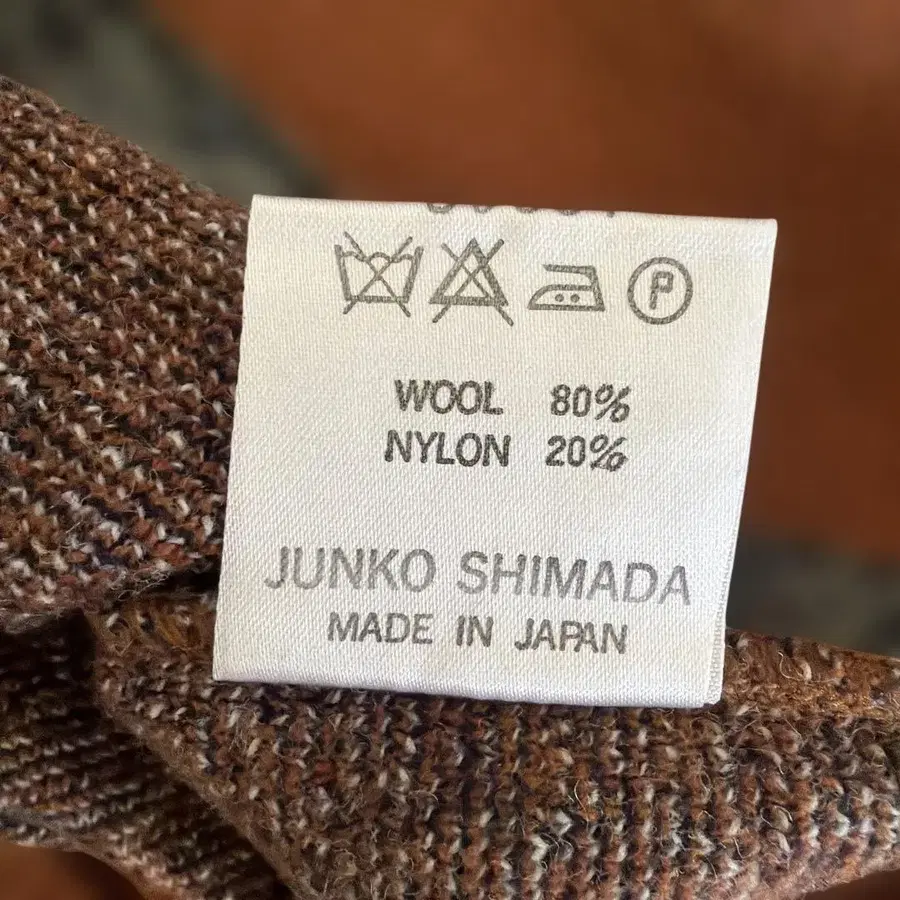 P
WOOL 80%
NYLON 20%
JUNKO SHIMADA
MADE IN JAPAN